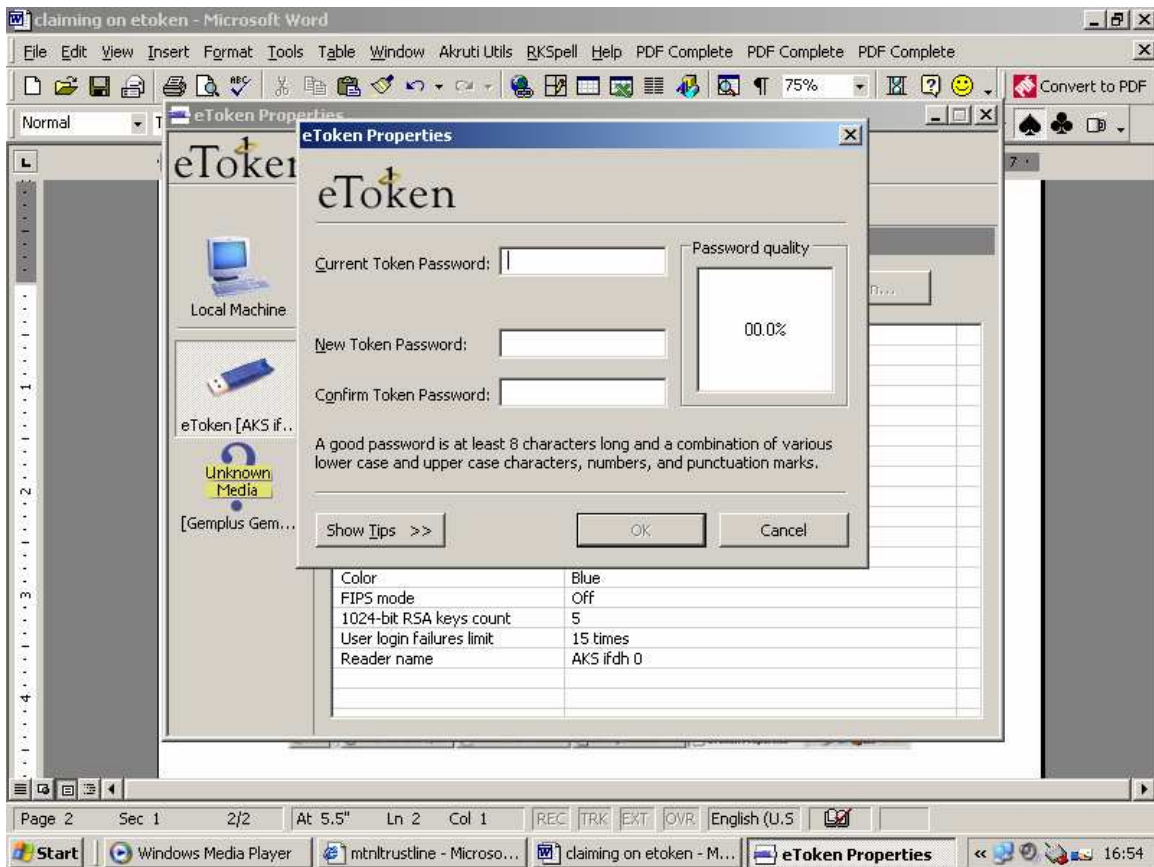 claiming on etoken - Microsoft Word
File Edit View Insert Format Tools Table Window Akruti Utils RKSpell Help PDF Complete PDF Complete PDF Complete
75%
Convert to PDF
Normal
eToken Properties
eToken Properties
eToken
Current Token Password:
Password quality
00.0%
New Token Password:
Confirm Token Password:
A good password is at least 8 characters long and a combination of various
lower case and upper case characters, numbers, and punctuation marks.
Show Tips >>
OK
Cancel
Local Machine
eToken [AKS if..
Unknown
Media
[Gemplus Gem...
Color Blue
FIPS mode Off
1024-bit RSA keys count 5
User login failures limit 15 times
Reader name AKS ifdh 0
Page 2 Sec 1 2/2 At 5.5" Ln 2 Col 1 REC TRK EXT OVR English (U.S
Start Windows Media Player mtnltrustline - Microso... claiming on etoken - M... eToken Properties « 16:54